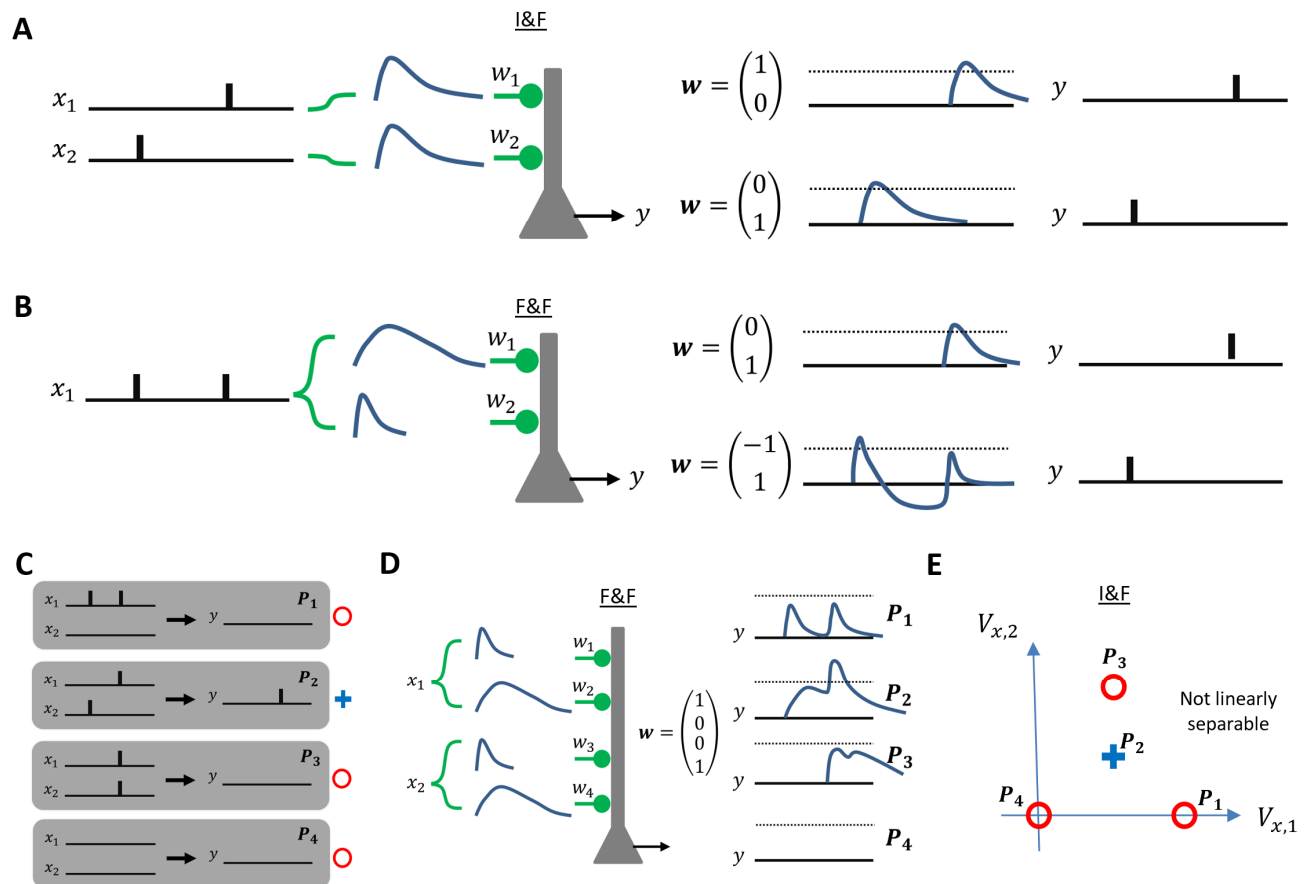 A
I&F
x₁
x₂
w₁
w₂
y
w = (1 0)
y
w = (0 1)
y
B
F&F
x₁
w₁
w₂
y
w = (0 1)
y
w = (−1 1)
y
C
x₁
x₂
y
P₁
x₁
x₂
y
P₂
x₁
x₂
y
P₃
x₁
x₂
y
P₄
D
F&F
x₁
x₂
w₁
w₂
w₃
w₄
w = (1 0 0 1)
y
P₁
y
P₂
y
P₃
y
P₄
E
I&F
Vₓ,₂
P₃
Not linearly
separable
P₂
P₄
P₁
Vₓ,₁